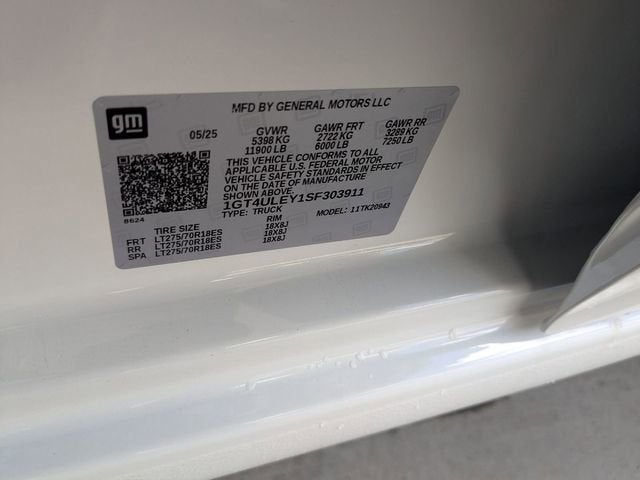 gm
MFD BY GENERAL MOTORS LLC
05/25 GVWR GAWR FRT GAWR RR
5398 KG 2722 KG 3289 KG
11900 LB 6000 LB 7250 LB
THIS VEHICLE CONFORMS TO ALL
APPLICABLE U.S. FEDERAL MOTOR
VEHICLE SAFETY STANDARDS IN EFFECT
ON THE DATE OF MANUFACTURE
SHOWN ABOVE.
1GT4ULEY1SF303911
TYPE: TRUCK MODEL: 11TK20943
8624
TIRE SIZE RIM
FRT LT275/70R18ES 18X8J
RR LT275/70R18ES 18X8J
SPA LT275/70R18ES 18X8J